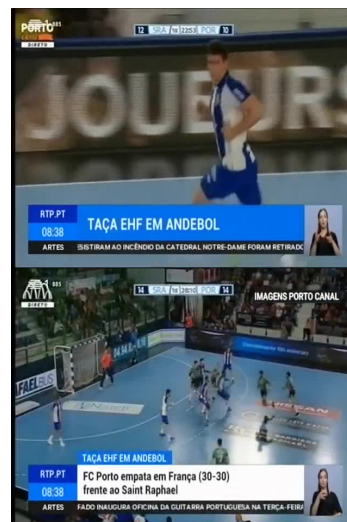 PORTO
DIRETO
12 SRA 22:53 POR 10
JOUEURS
RTP.PT
08:38
TAÇA EHF EM ANDEBOL
ARTES
ESISTIRAM AO INCÊNDIO DA CATEDRAL NOTRE-DAME FORAM RETIRADO
DIRETO
14 SRA 28:10 POR 14
IMAGENS PORTO CANAL
TAÇA EHF EM ANDEBOL
RTP.PT
08:38
FC Porto empata em França (30-30)
frente ao Saint Raphael
ARTES
FADO INAUGURA OFICINA DA GUITARRA PORTUGUESA NA TERÇA-FEIRA